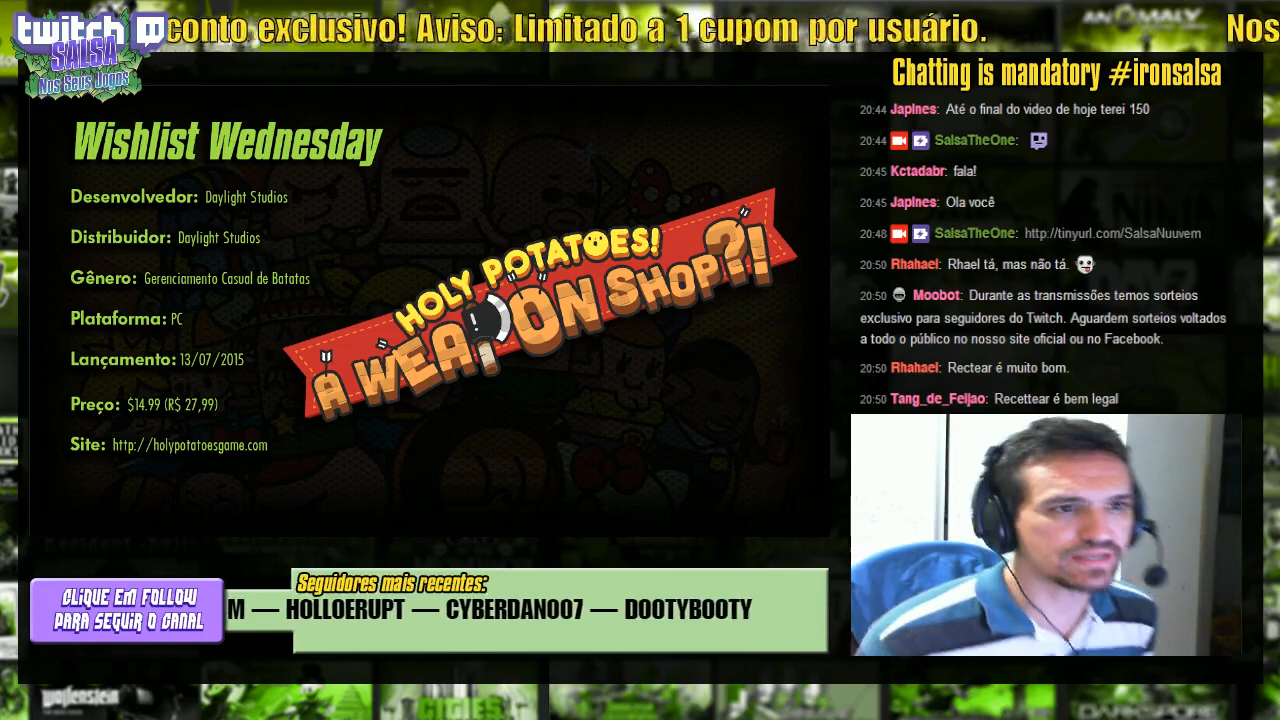 conto exclusivo! Aviso: Limitado a 1 cupom por usuário.
Nos
twitch
SALSA
Nos Seus Jogos
Chatting is mandatory #ironsalsa
Wishlist Wednesday
Desenvolvedor: Daylight Studios
Distribuidor: Daylight Studios
Gênero: Gerenciamento Casual de Batatas
Plataforma: PC
Lançamento: 13/07/2015
Preço: $14.99 (R$ 27,99)
Site: http://holypotatoesgame.com
HOLY POTATOES!
A WEAPON SHOP?!
20:44 Japines: Até o final do video de hoje terei 150
20:44 SalsaTheOne:
20:45 Kctadabr: fala!
20:45 Japines: Ola você
20:48 SalsaTheOne: http://tinyurl.com/SalsaNuuvem
20:50 Rhahael: Rhael tá, mas não tá.
20:50 Moobot: Durante as transmissões temos sorteios
exclusivo para seguidores do Twitch. Aguardem sorteios voltados
a todo o público no nosso site oficial ou no Facebook.
20:50 Rhahael: Rectear é muito bom.
20:50 Tang_de_Feijao: Recettear é bem legal
CLIQUE EM FOLLOW
PARA SEGUIR O CANAL
Seguidores mais recentes:
M — HOLLOERUPT — CYBERDAN007 — DOOTYBOOTY
Wolfenstein
CITIES
DARKSPORE
ANOMALY